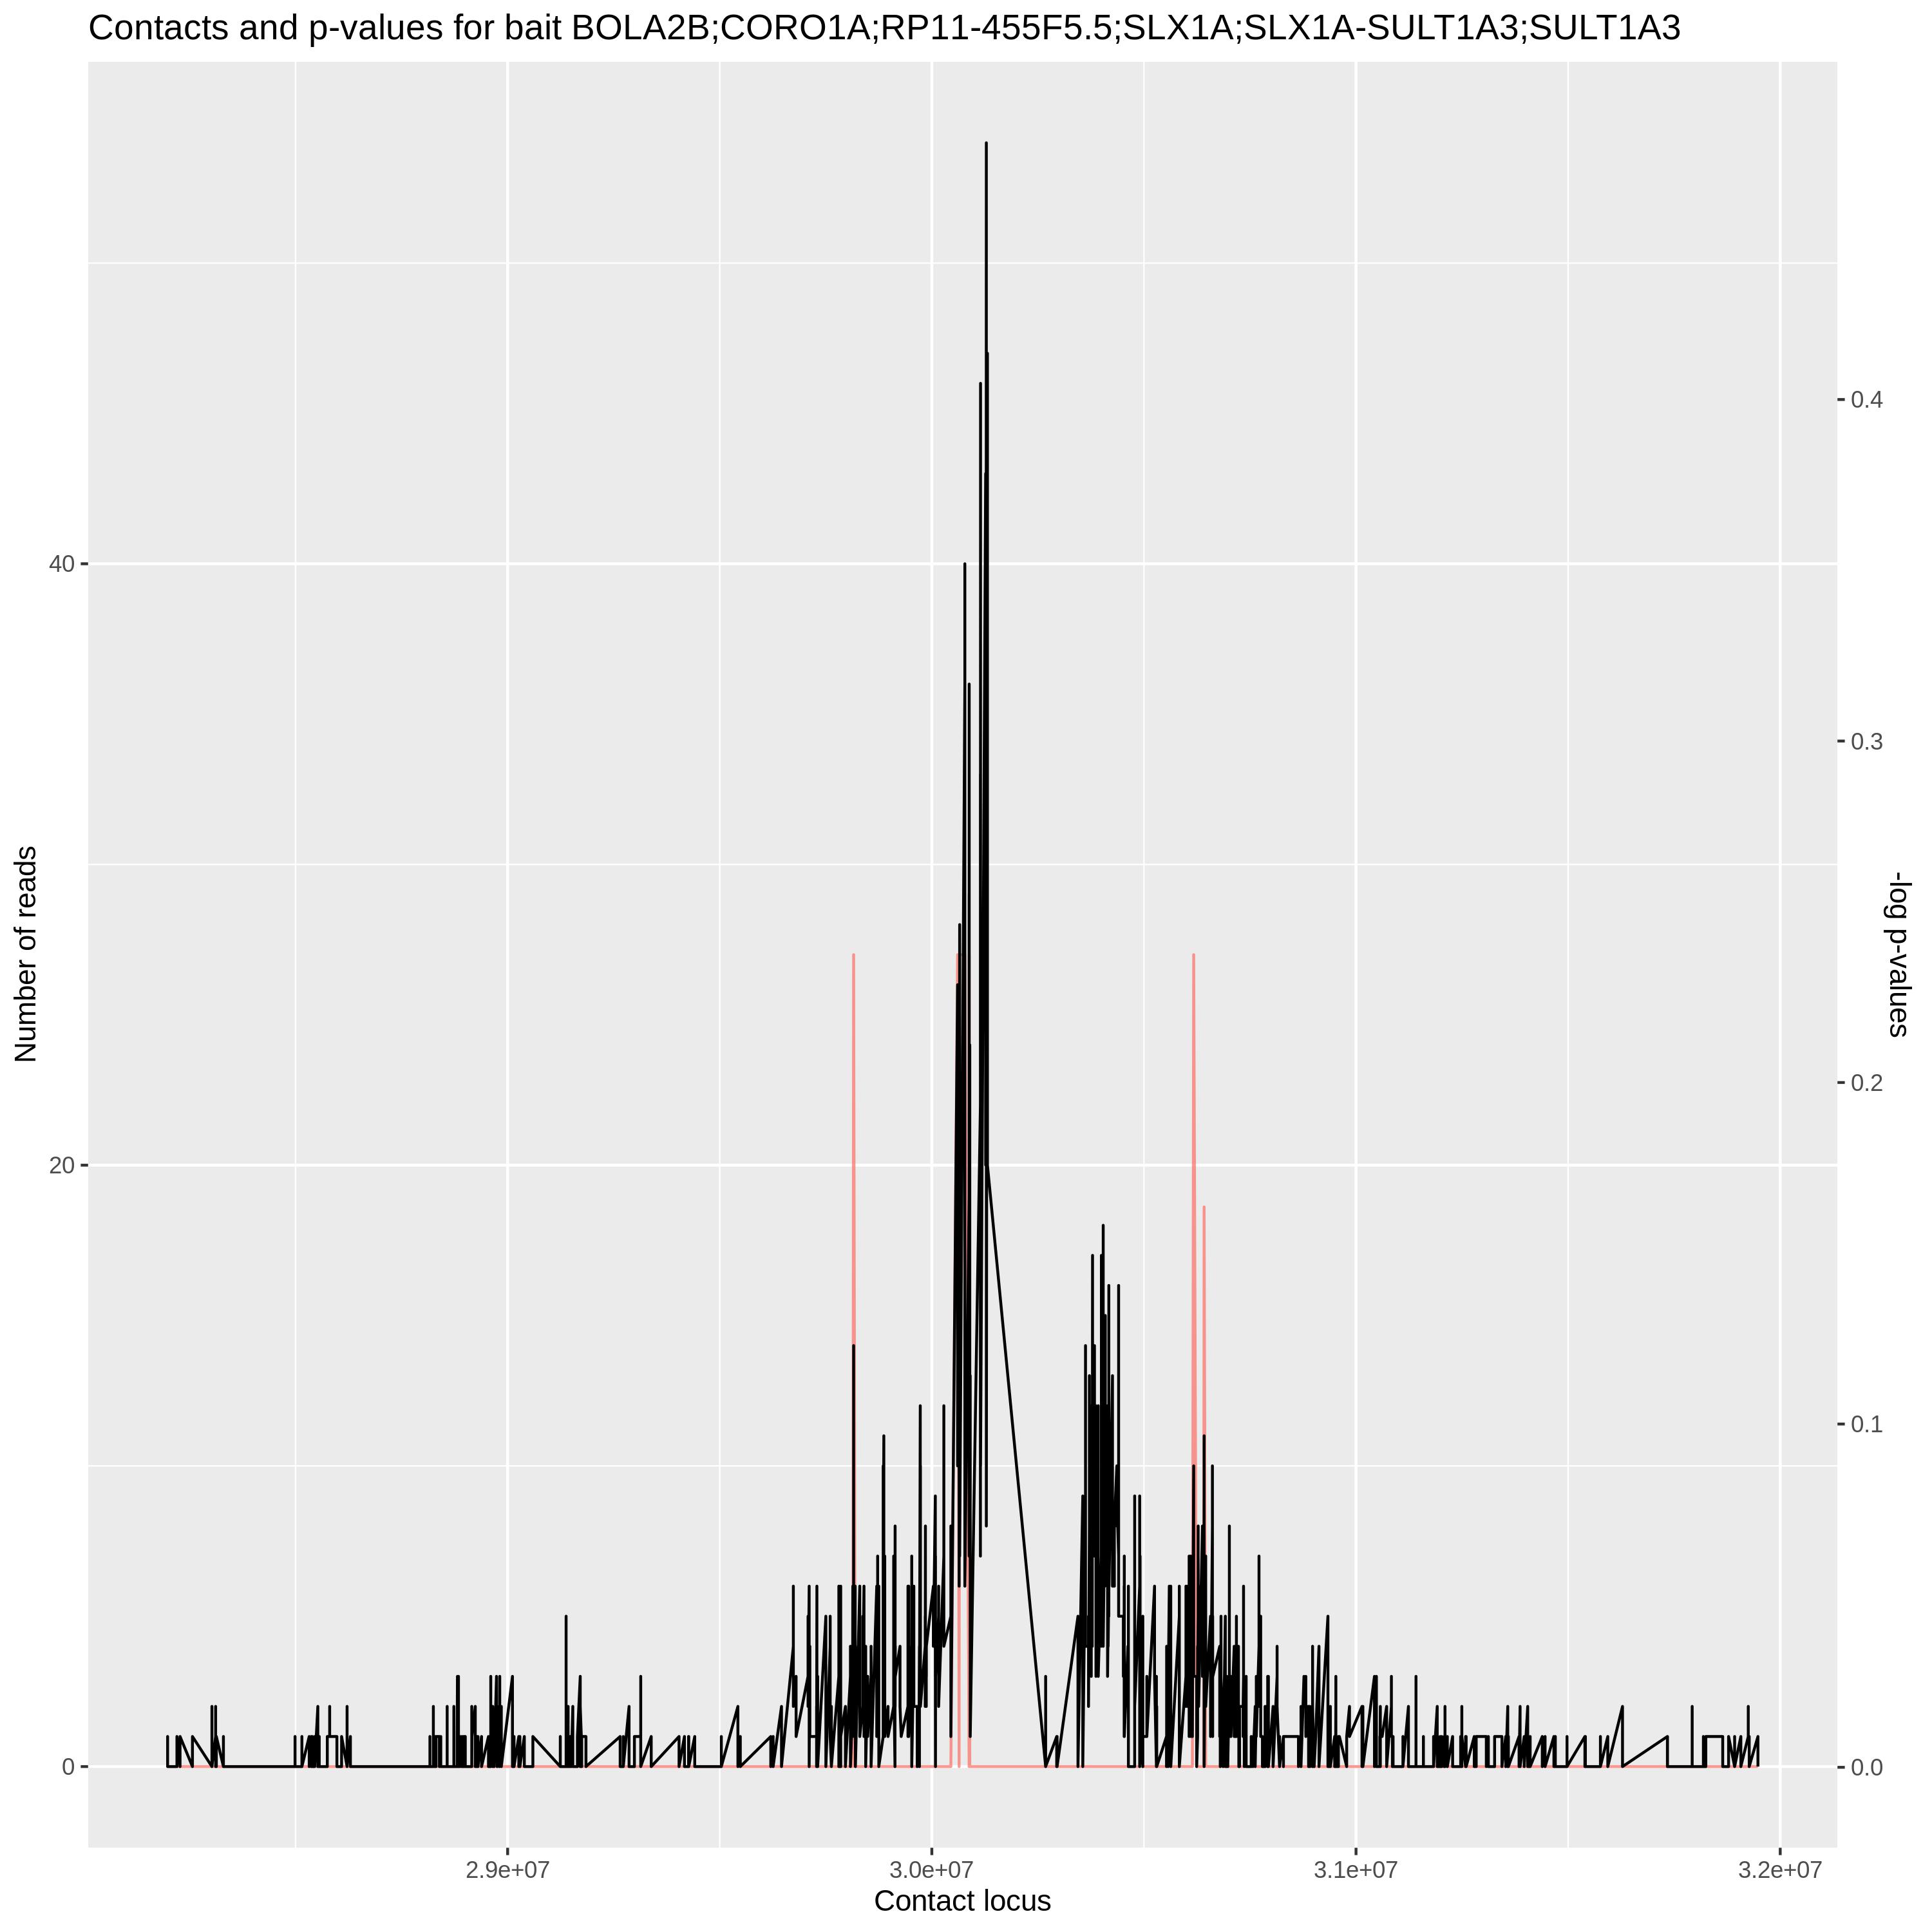 Contacts and p-values for bait BOLA2B;CORO1A;RP11-455F5.5;SLX1A;SLX1A-SULT1A3;SULT1A3
Number of reads
40
20
0
0.4
0.3
0.2
0.1
0.0
-log p-values
2.9e+07 3.0e+07 3.1e+07 3.2e+07
Contact locus